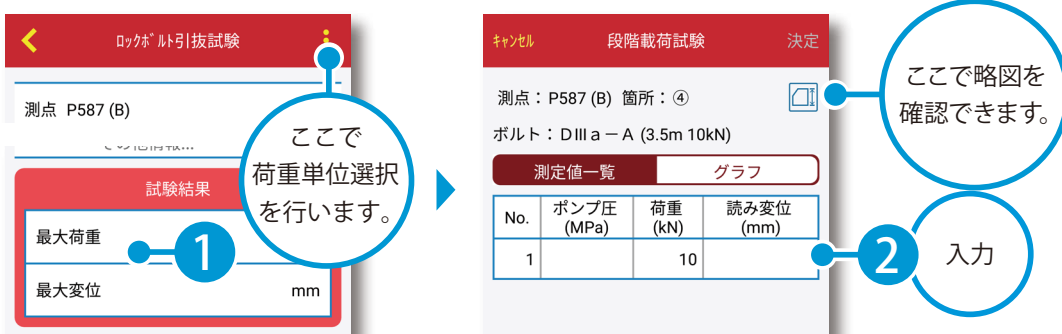 ロックボルト引抜試験
測点 P587 (B)
その他情報...
試験結果
最大荷重
1
最大変位 mm
ここで
荷重単位選択
を行います。
キャンセル 段階載荷試験 決定
測点：P587 (B) 箇所：④
ボルト：DⅢa－A (3.5m 10kN)
測定値一覧 グラフ
No. ポンプ圧 (MPa) 荷重 (kN) 読み変位 (mm)
1 10
ここで略図を
確認できます。
2 入力